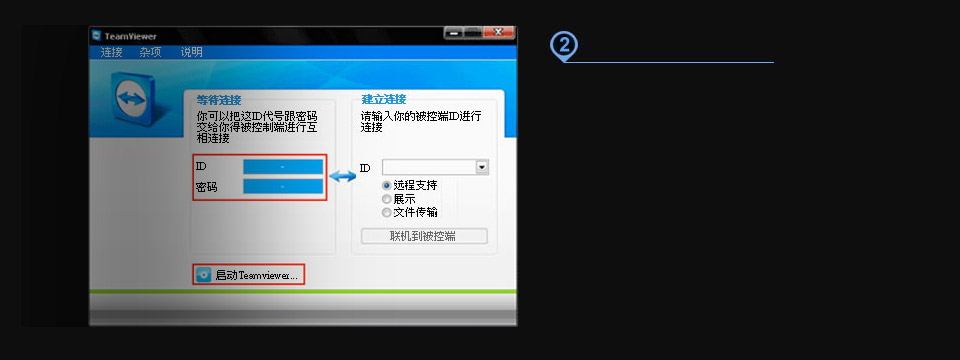 TeamViewer
连接 杂项 说明
等待连接
你可以把这ID代号跟密码
交给你得被控制端进行互
相连接
ID -
密码 -
启动Teamviewer...
建立连接
请输入你的被控端ID进行
连接
ID
远程支持
展示
文件传输
联机到被控端
2